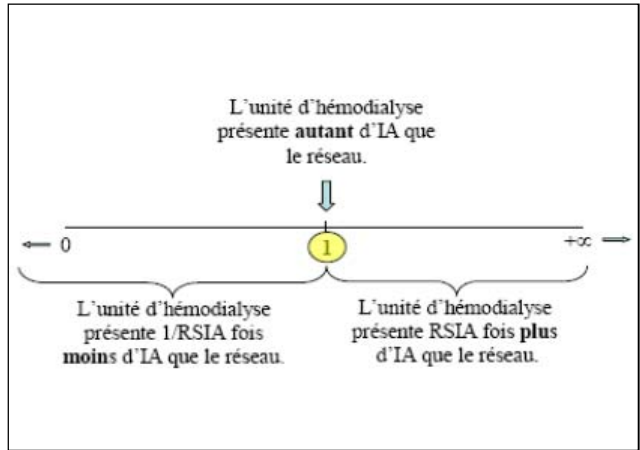 L'unité d'hémodialyse
présente autant d'IA que
le réseau.
0
1
+∞
L'unité d'hémodialyse
présente 1/RSIA fois
moins d'IA que le réseau.
L'unité d'hémodialyse
présente RSIA fois plus
d'IA que le réseau.